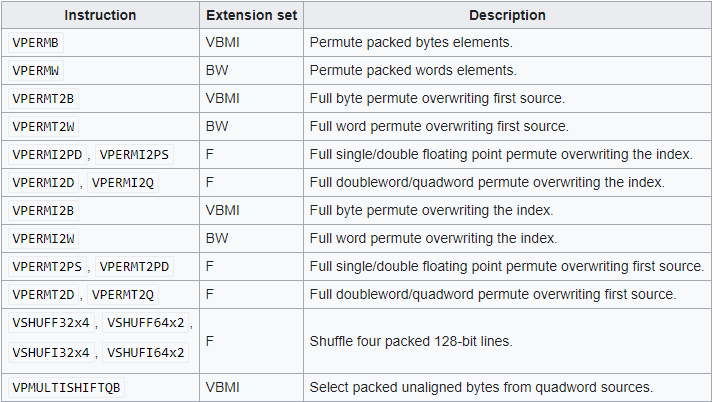 Instruction Extension set Description
VPERMB VBMI Permute packed bytes elements.
VPERMW BW Permute packed words elements.
VPERMT2B VBMI Full byte permute overwriting first source.
VPERMT2W BW Full word permute overwriting first source.
VPERMI2PD , VPERMI2PS F Full single/double floating point permute overwriting the index.
VPERMI2D , VPERMI2Q F Full doubleword/quadword permute overwriting the index.
VPERMI2B VBMI Full byte permute overwriting the index.
VPERMI2W BW Full word permute overwriting the index.
VPERMT2PS , VPERMT2PD F Full single/double floating point permute overwriting first source.
VPERMT2D , VPERMT2Q F Full doubleword/quadword permute overwriting first source.
VSHUFF32x4 , VSHUFF64x2 ,
VSHUFI32x4 , VSHUFI64x2 F Shuffle four packed 128-bit lines.
VPMULTISHIFTQB VBMI Select packed unaligned bytes from quadword sources.